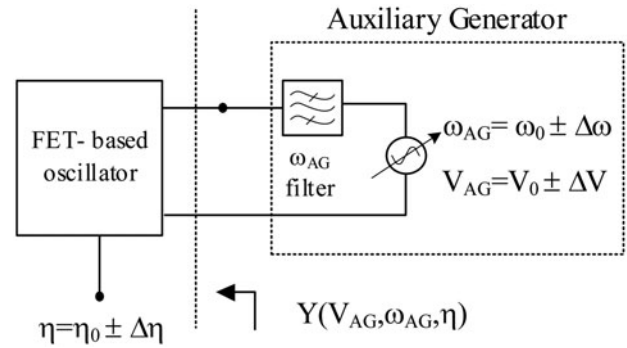 Auxiliary Generator
FET- based
oscillator
ω_AG
filter
ω_AG= ω_0 ± Δω
V_AG=V_0 ± ΔV
η=η_0 ± Δη
Y(V_AG,ω_AG,η)